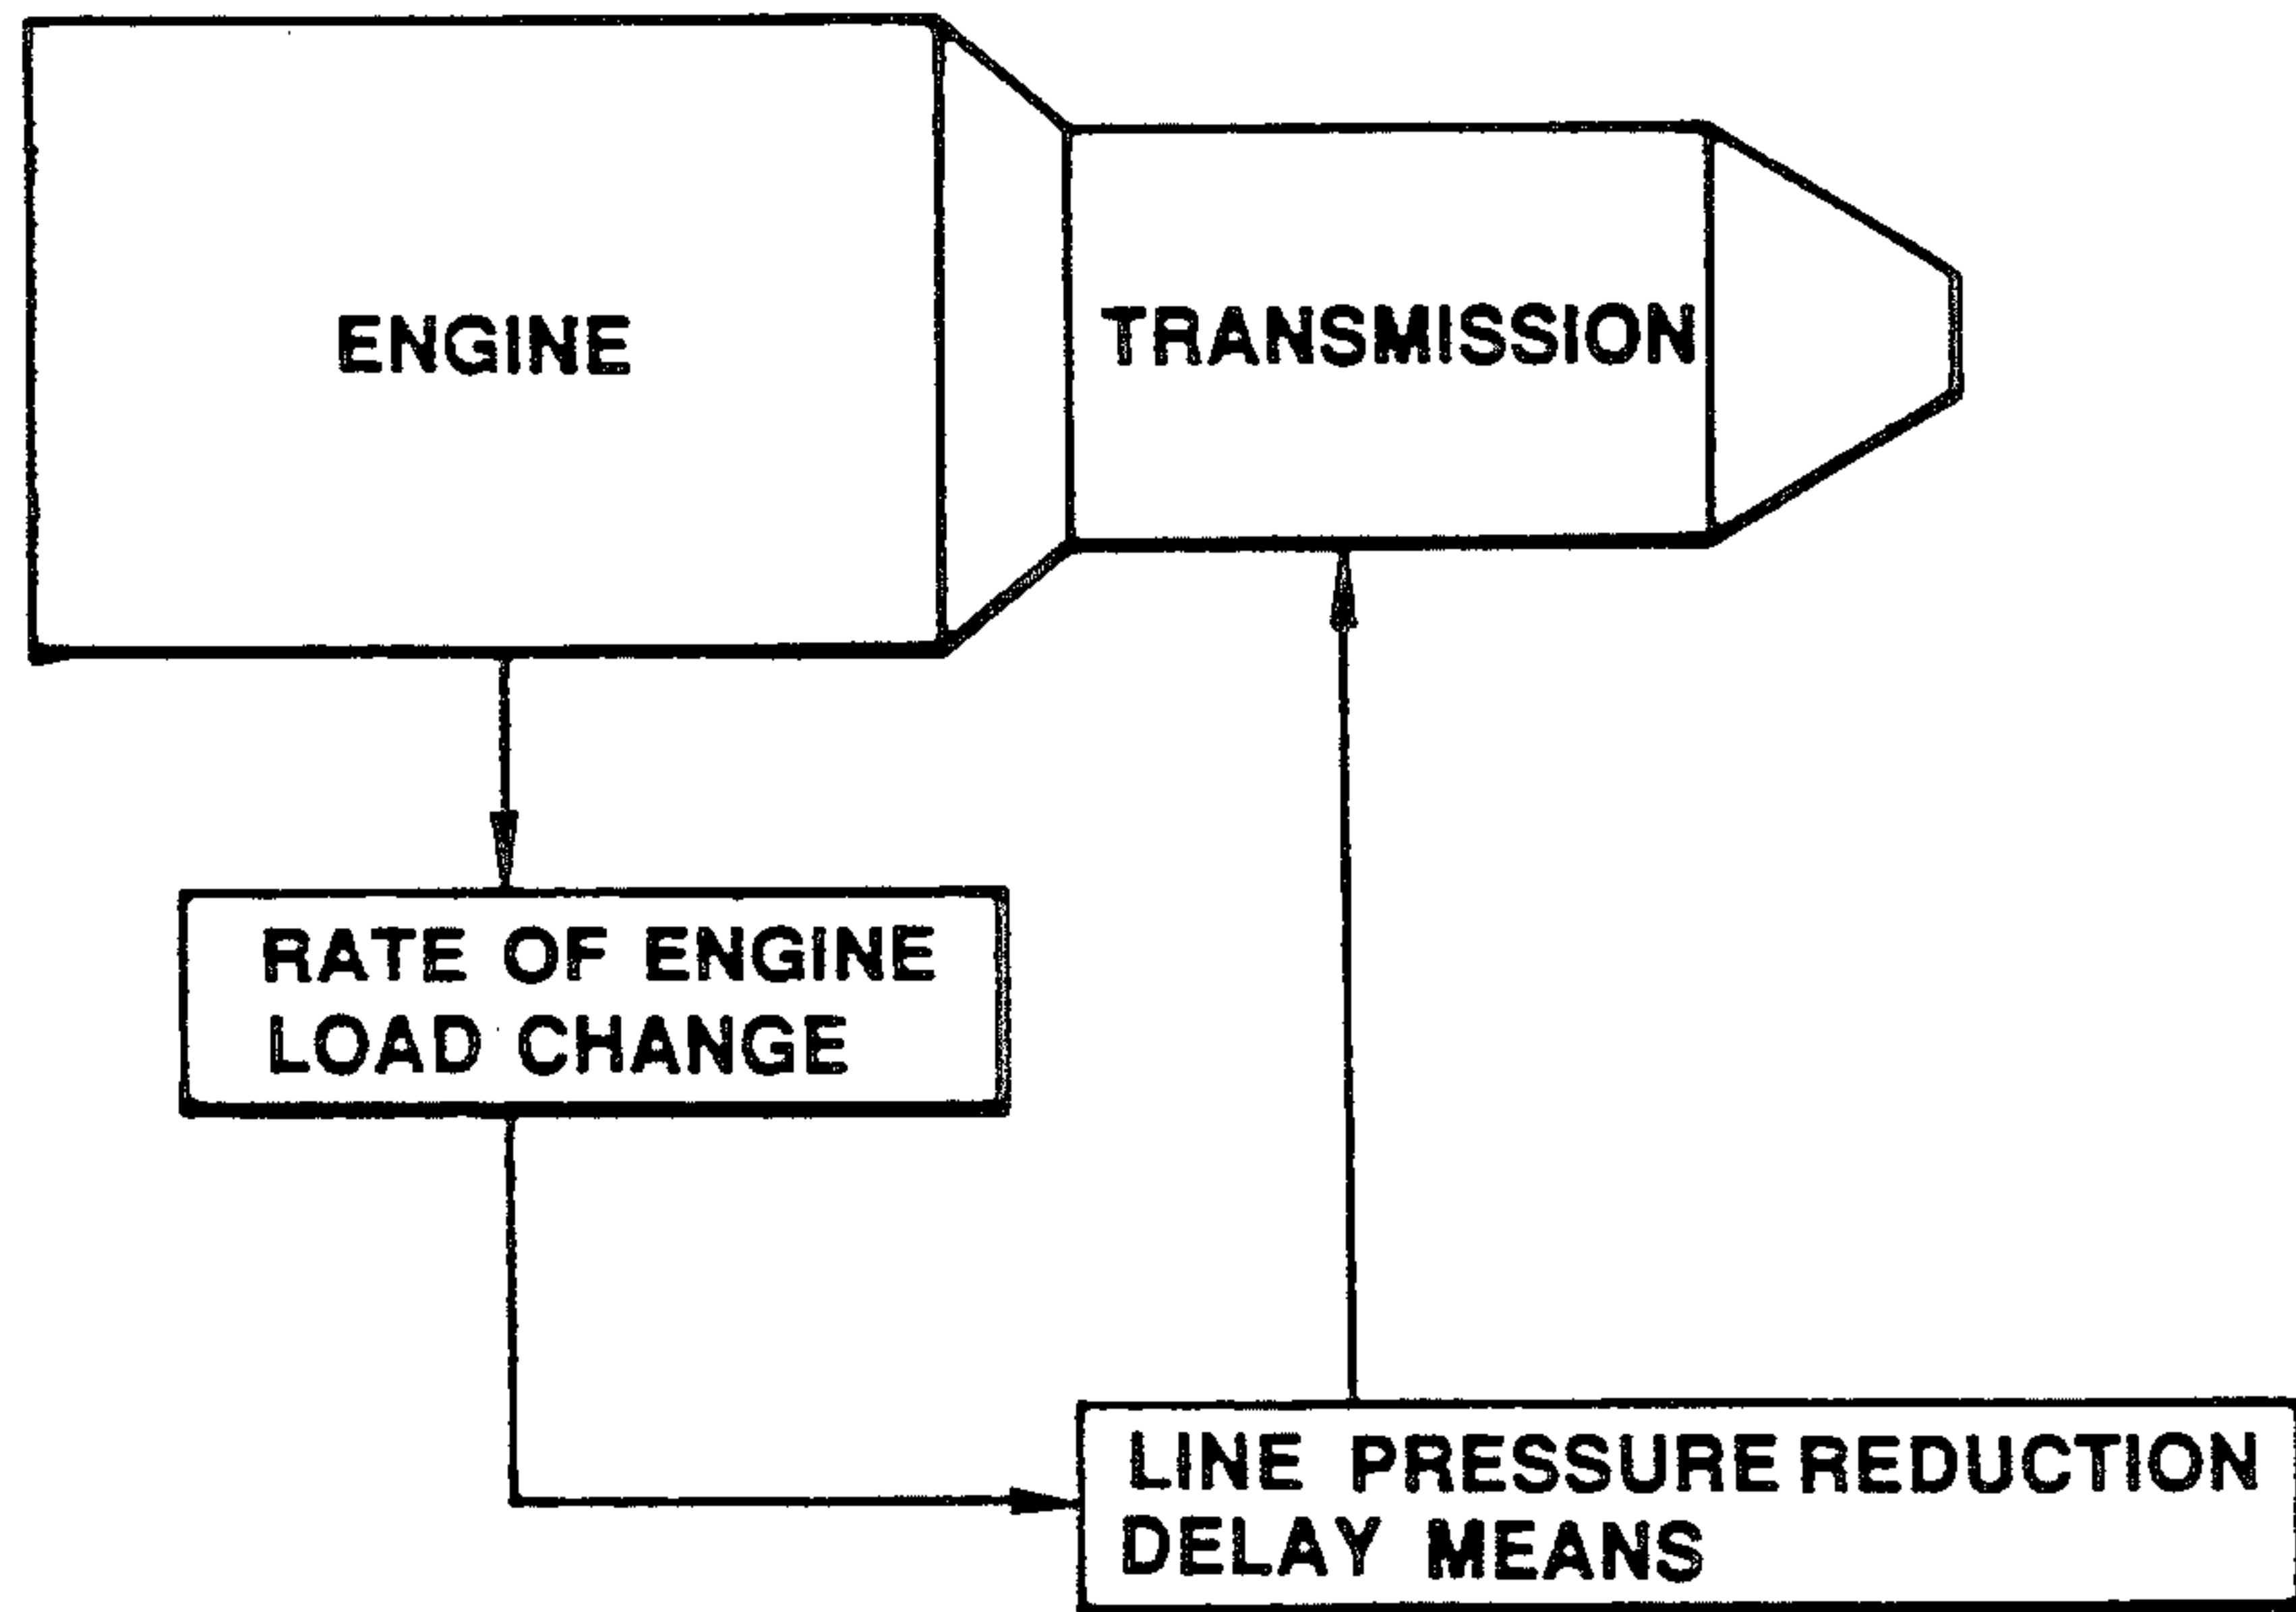 ENGINE
TRANSMISSION
RATE OF ENGINE
LOAD CHANGE
LINE PRESSURE REDUCTION
DELAY MEANS